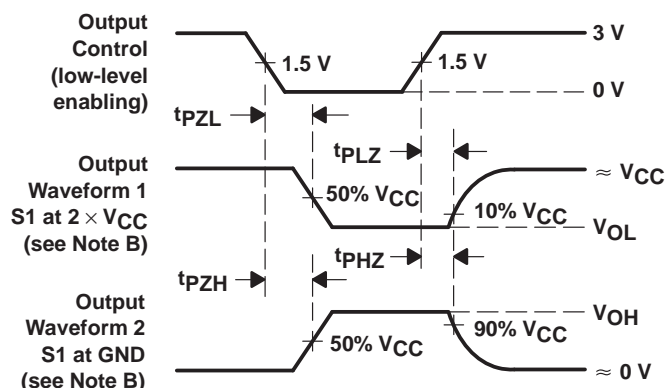 Output
Control
(low-level
enabling)
3 V
1.5 V
1.5 V
0 V
tPZL
tPLZ
Output
Waveform 1
S1 at 2 × VCC
(see Note B)
≈ VCC
50% VCC
10% VCC
VOL
tPZH
tPHZ
Output
Waveform 2
S1 at GND
(see Note B)
VOH
50% VCC
90% VCC
≈ 0 V